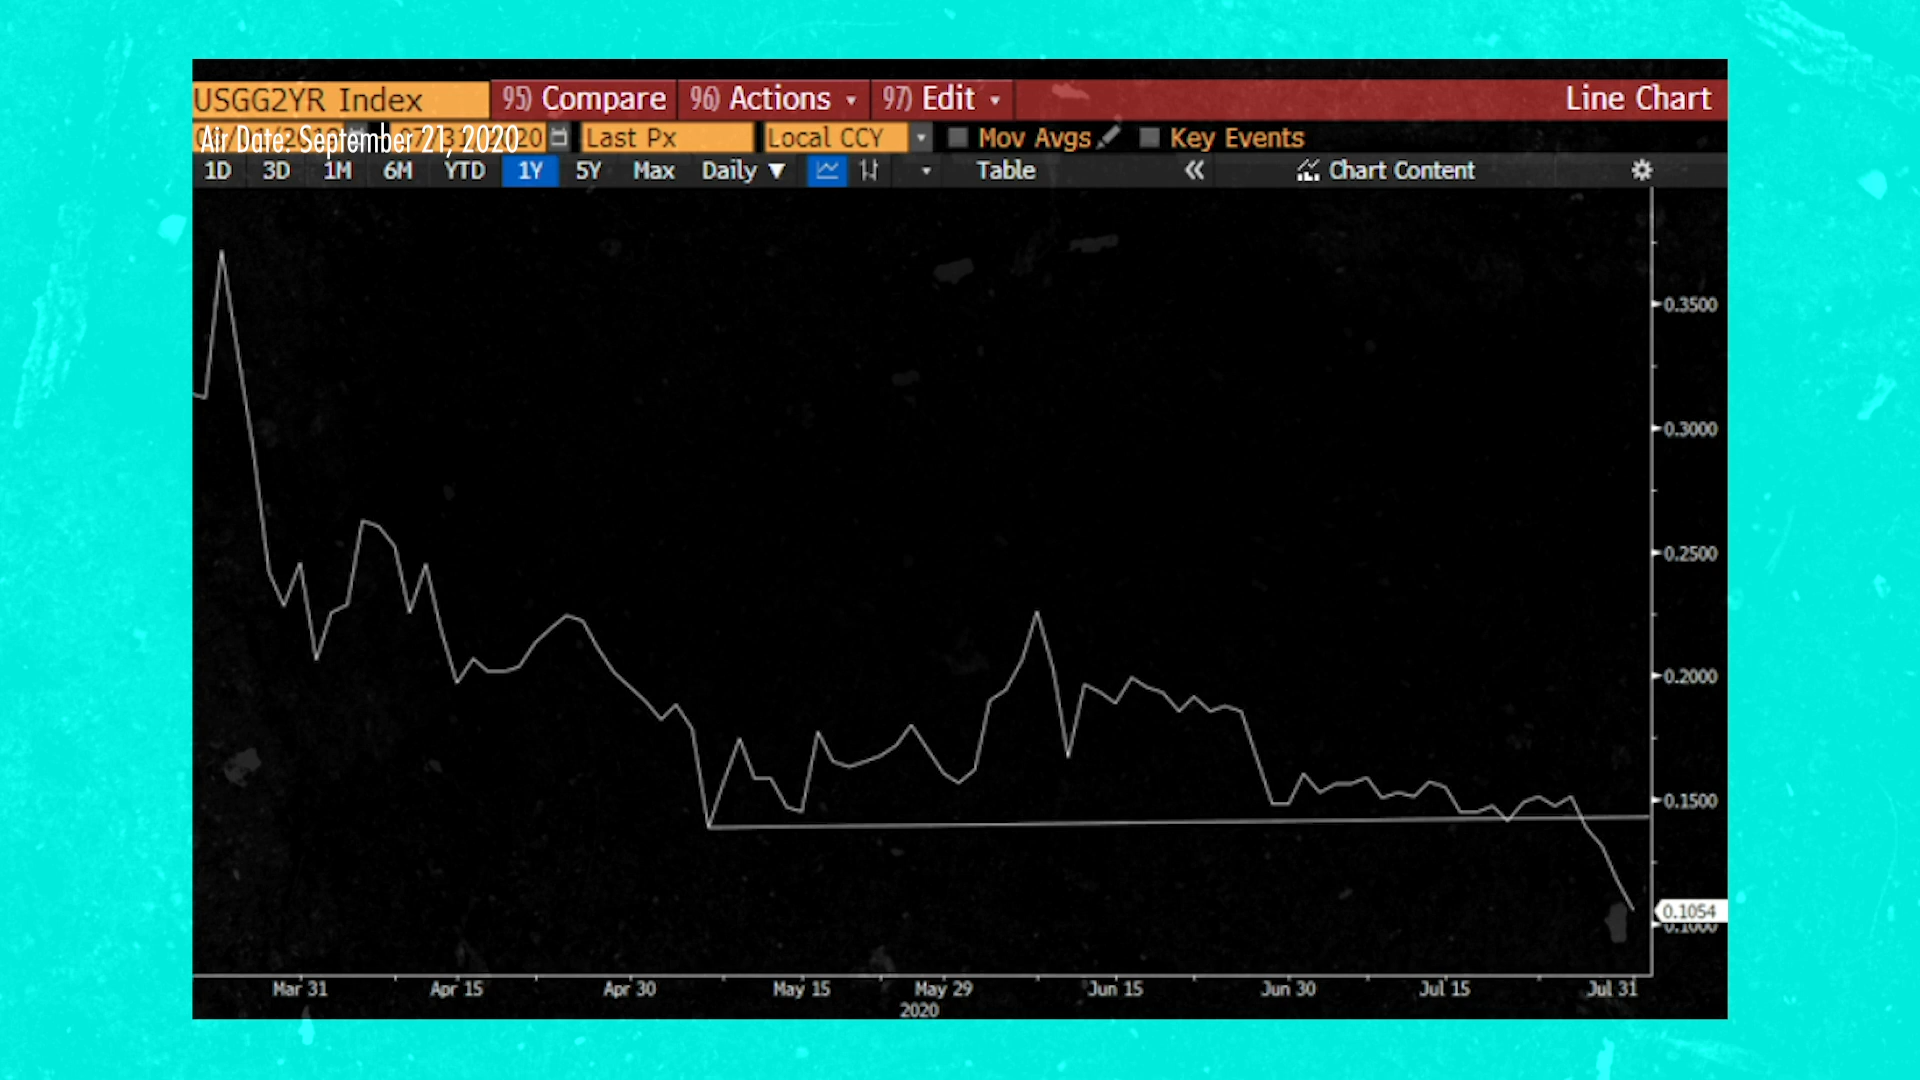 USGG2YR Index 95) Compare 96) Actions 97) Edit Line Chart
Air Date: September 21, 2020 Last Px Local CCY Mov Avgs Key Events
1D 3D 1M 6M YTD 1Y 5Y Max Daily Table Chart Content
0.3500
0.3000
0.2500
0.2000
0.1500
0.1054
0.1000
Mar 31 Apr 15 Apr 30 May 15 May 29 Jun 15 Jun 30 Jul 15 Jul 31
2020